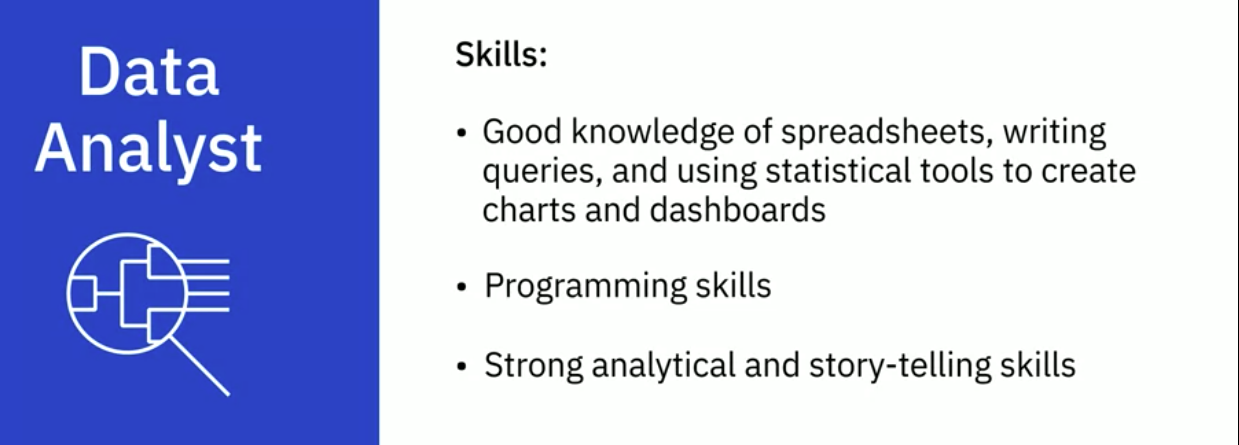 Data
Analyst
Skills:
• Good knowledge of spreadsheets, writing
queries, and using statistical tools to create
charts and dashboards
• Programming skills
• Strong analytical and story-telling skills